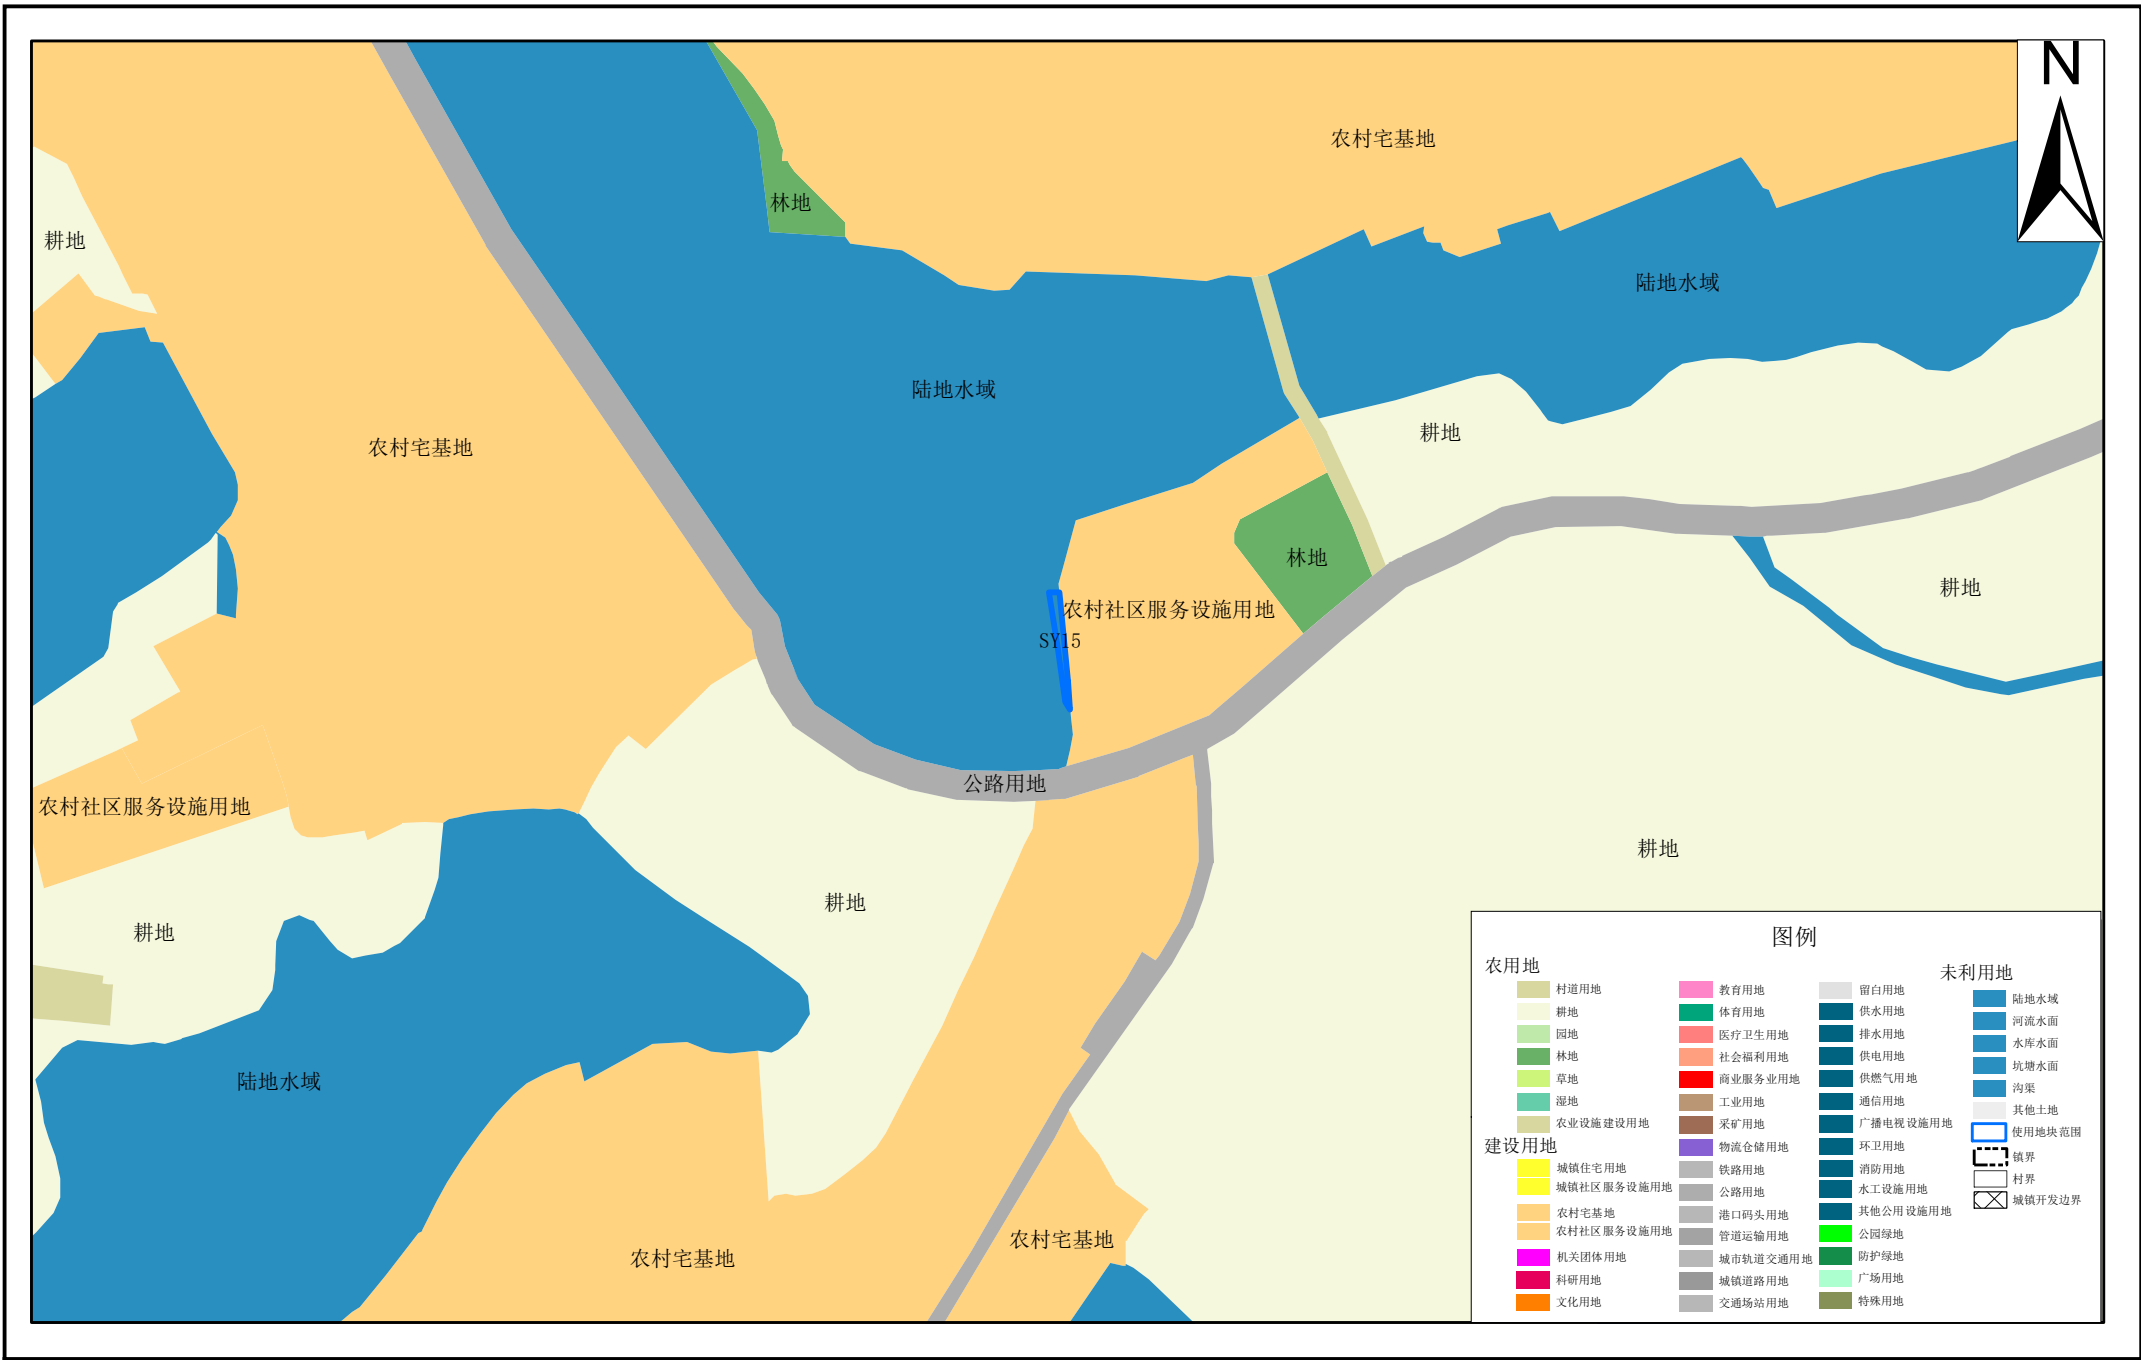 N
农村宅基地
林地
耕地
陆地水域
陆地水域
耕地
农村宅基地
林地
耕地
农村社区服务设施用地
SY15
公路用地
农村社区服务设施用地
耕地
耕地
耕地
陆地水域
农村宅基地
农村宅基地
图例
农用地
村道用地
耕地
园地
林地
草地
湿地
农业设施建设用地
建设用地
城镇住宅用地
城镇社区服务设施用地
农村宅基地
农村社区服务设施用地
机关团体用地
科研用地
文化用地
教育用地
体育用地
医疗卫生用地
社会福利用地
商业服务业用地
工业用地
采矿用地
物流仓储用地
铁路用地
公路用地
港口码头用地
管道运输用地
城市轨道交通用地
城镇道路用地
交通场站用地
留白用地
供水用地
排水用地
供电用地
供燃气用地
通信用地
广播电视设施用地
环卫用地
消防用地
水工设施用地
其他公用设施用地
公园绿地
防护绿地
广场用地
特殊用地
未利用地
陆地水域
河流水面
水库水面
坑塘水面
沟渠
其他土地
使用地块范围
镇界
村界
城镇开发边界